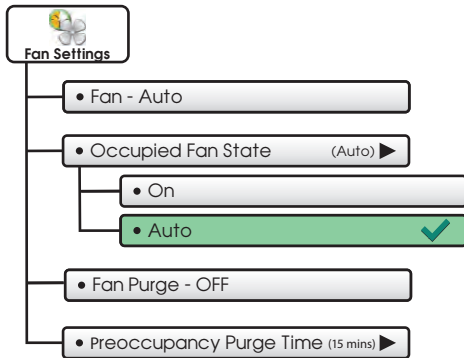 Fan Settings
• Fan - Auto
• Occupied Fan State (Auto) ▶
• On
• Auto
• Fan Purge - OFF
• Preoccupancy Purge Time (15 mins) ▶